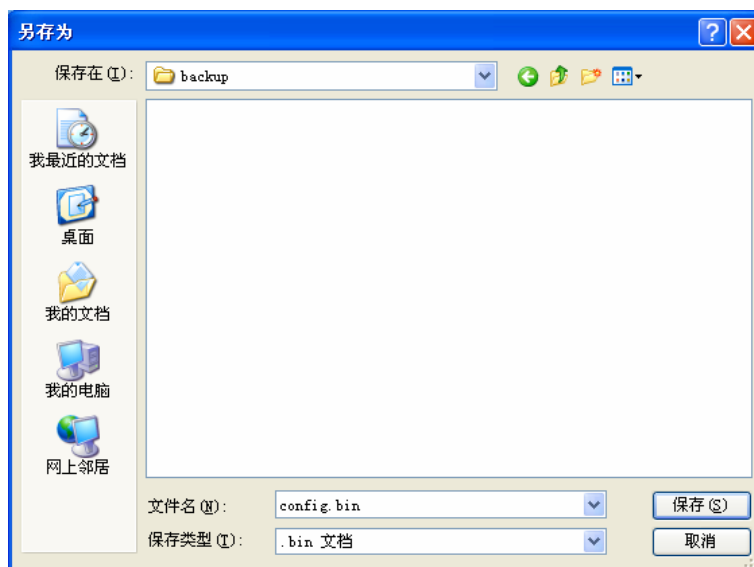 另存为
保存在(I):
backup
我最近的文档
桌面
我的文档
我的电脑
网上邻居
文件名(N):
config.bin
保存(S)
保存类型(T):
.bin 文档
取消